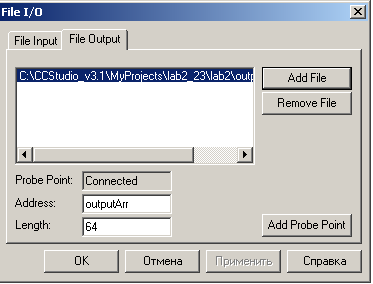 File I/O
File Input File Output
C:\CCStudio_v3.1\MyProjects\lab2_23\lab2\outp
Add File
Remove File
Probe Point: Connected
Address: outputArr
Length: 64
Add Probe Point
OK Отмена Применить Справка